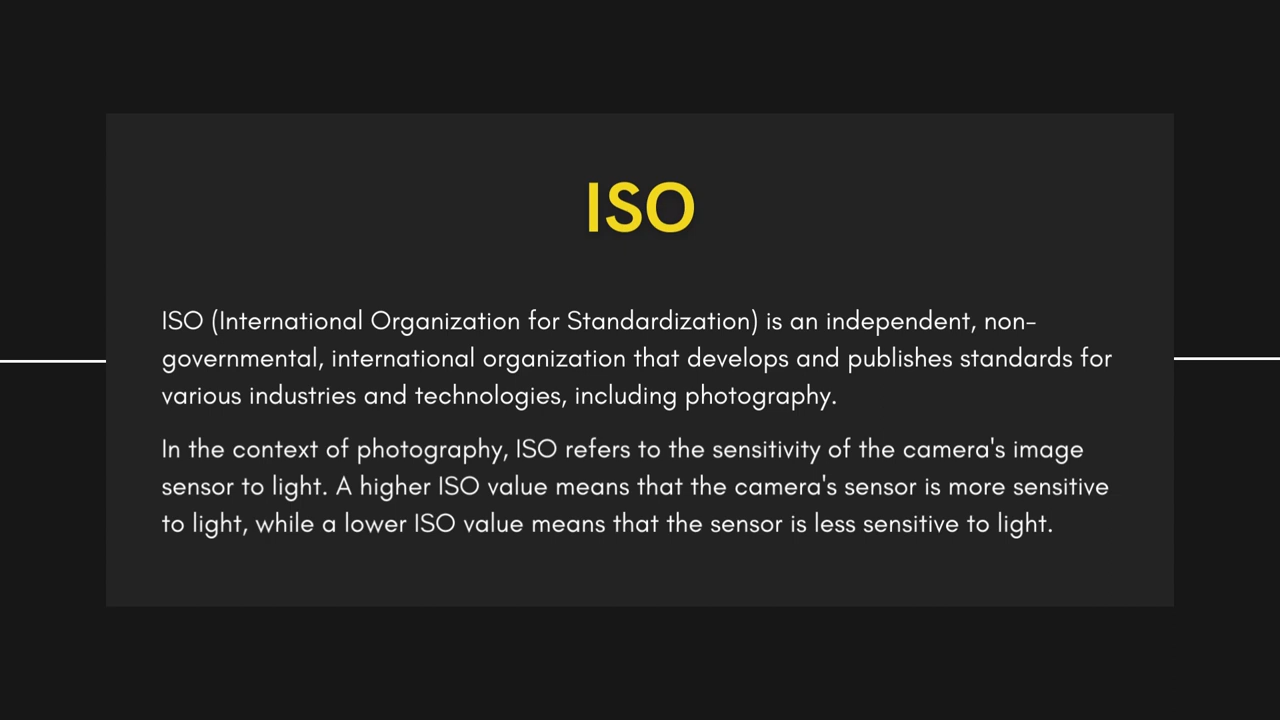 ISO
ISO (International Organization for Standardization) is an independent, non-
governmental, international organization that develops and publishes standards for
various industries and technologies, including photography.
In the context of photography, ISO refers to the sensitivity of the camera's image
sensor to light. A higher ISO value means that the camera's sensor is more sensitive
to light, while a lower ISO value means that the sensor is less sensitive to light.